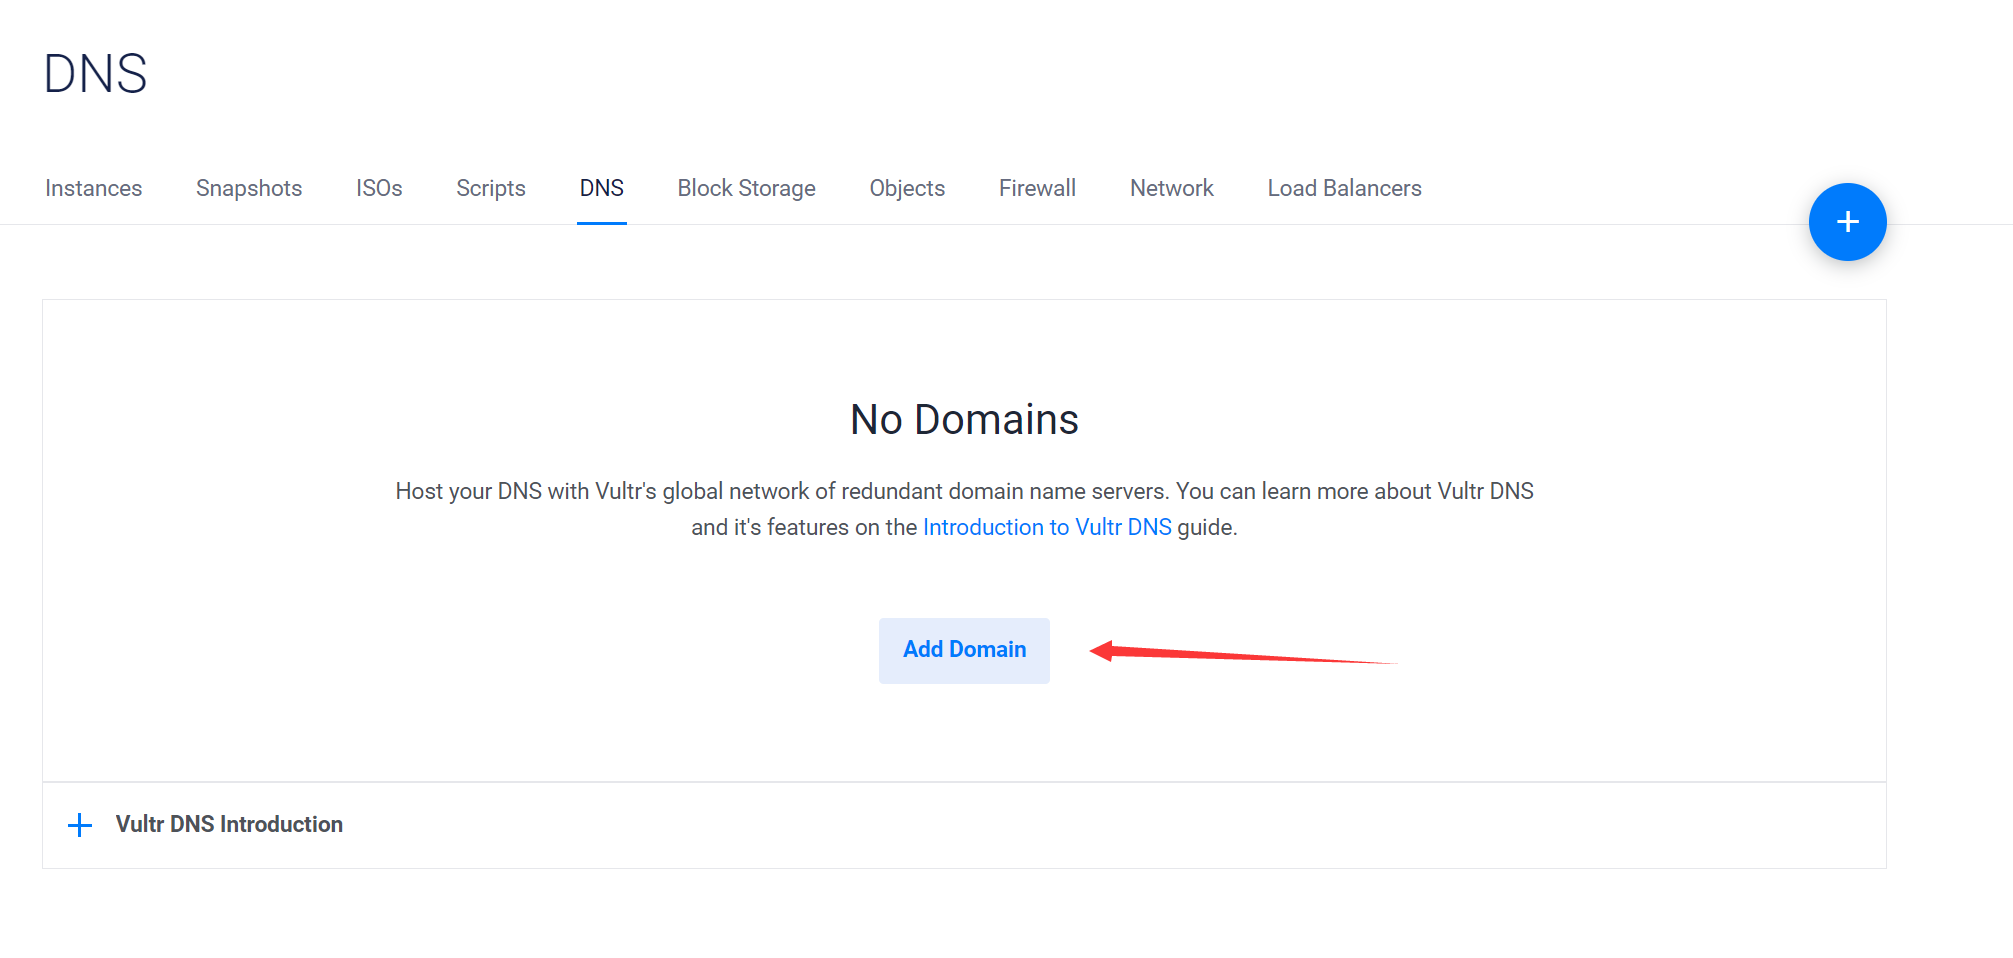 DNS
Instances Snapshots ISOs Scripts DNS Block Storage Objects Firewall Network Load Balancers
No Domains
Host your DNS with Vultr's global network of redundant domain name servers. You can learn more about Vultr DNS
and it's features on the Introduction to Vultr DNS guide.
Add Domain
Vultr DNS Introduction